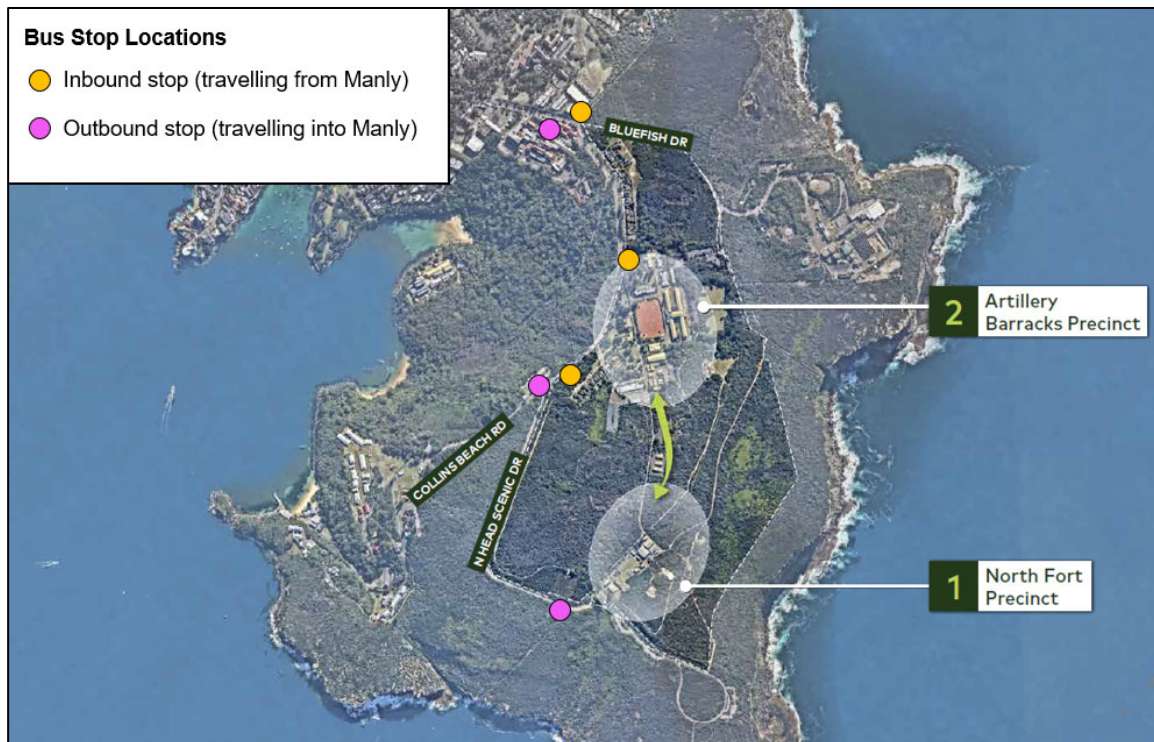 Bus Stop Locations
Inbound stop (travelling from Manly)
Outbound stop (travelling into Manly)
BLUEFISH DR
2
Artillery
Barracks Precinct
COLLINS BEACH RD
N HEAD SCENIC DR
1
North Fort
Precinct